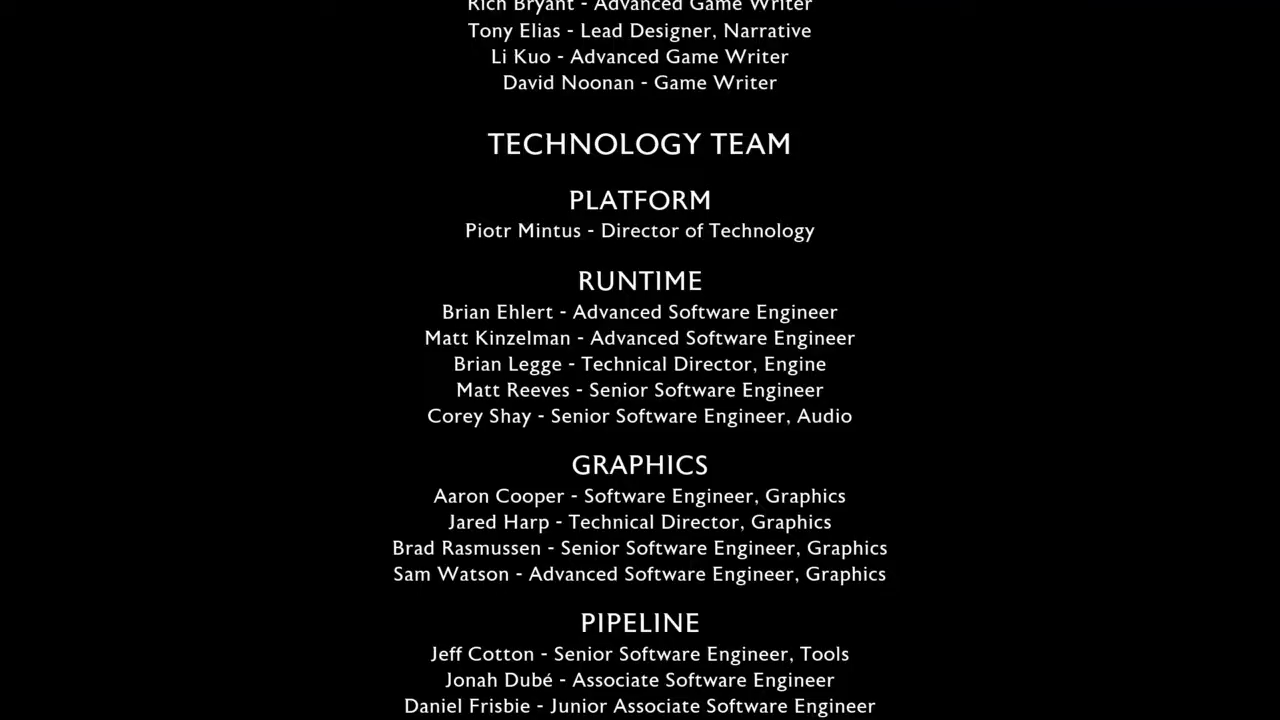 Rich Bryant - Advanced Game Writer
Tony Elias - Lead Designer, Narrative
Li Kuo - Advanced Game Writer
David Noonan - Game Writer
TECHNOLOGY TEAM
PLATFORM
Piotr Mintus - Director of Technology
RUNTIME
Brian Ehlert - Advanced Software Engineer
Matt Kinzelman - Advanced Software Engineer
Brian Legge - Technical Director, Engine
Matt Reeves - Senior Software Engineer
Corey Shay - Senior Software Engineer, Audio
GRAPHICS
Aaron Cooper - Software Engineer, Graphics
Jared Harp - Technical Director, Graphics
Brad Rasmussen - Senior Software Engineer, Graphics
Sam Watson - Advanced Software Engineer, Graphics
PIPELINE
Jeff Cotton - Senior Software Engineer, Tools
Jonah Dubé - Associate Software Engineer
Daniel Frisbie - Junior Associate Software Engineer